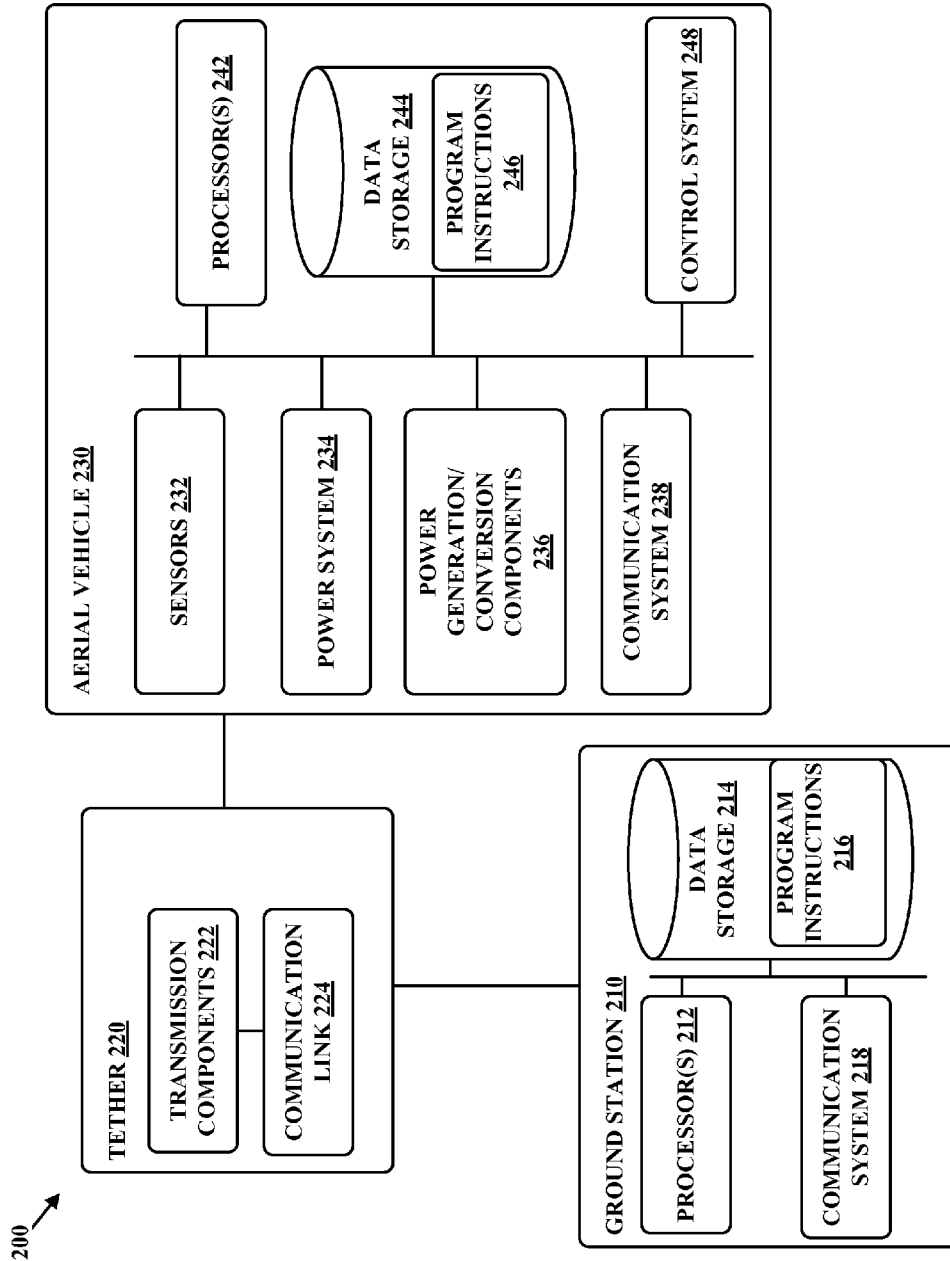 200
TETHER 220
TRANSMISSION
COMPONENTS 222
COMMUNICATION
LINK 224
GROUND STATION 210
PROCESSOR(S) 212
COMMUNICATION
SYSTEM 218
DATA
STORAGE 214
PROGRAM
INSTRUCTIONS
216
AERIAL VEHICLE 230
SENSORS 232
POWER SYSTEM 234
POWER
GENERATION/
CONVERSION
COMPONENTS
236
COMMUNICATION
SYSTEM 238
PROCESSOR(S) 242
DATA
STORAGE 244
PROGRAM
INSTRUCTIONS
246
CONTROL SYSTEM 248